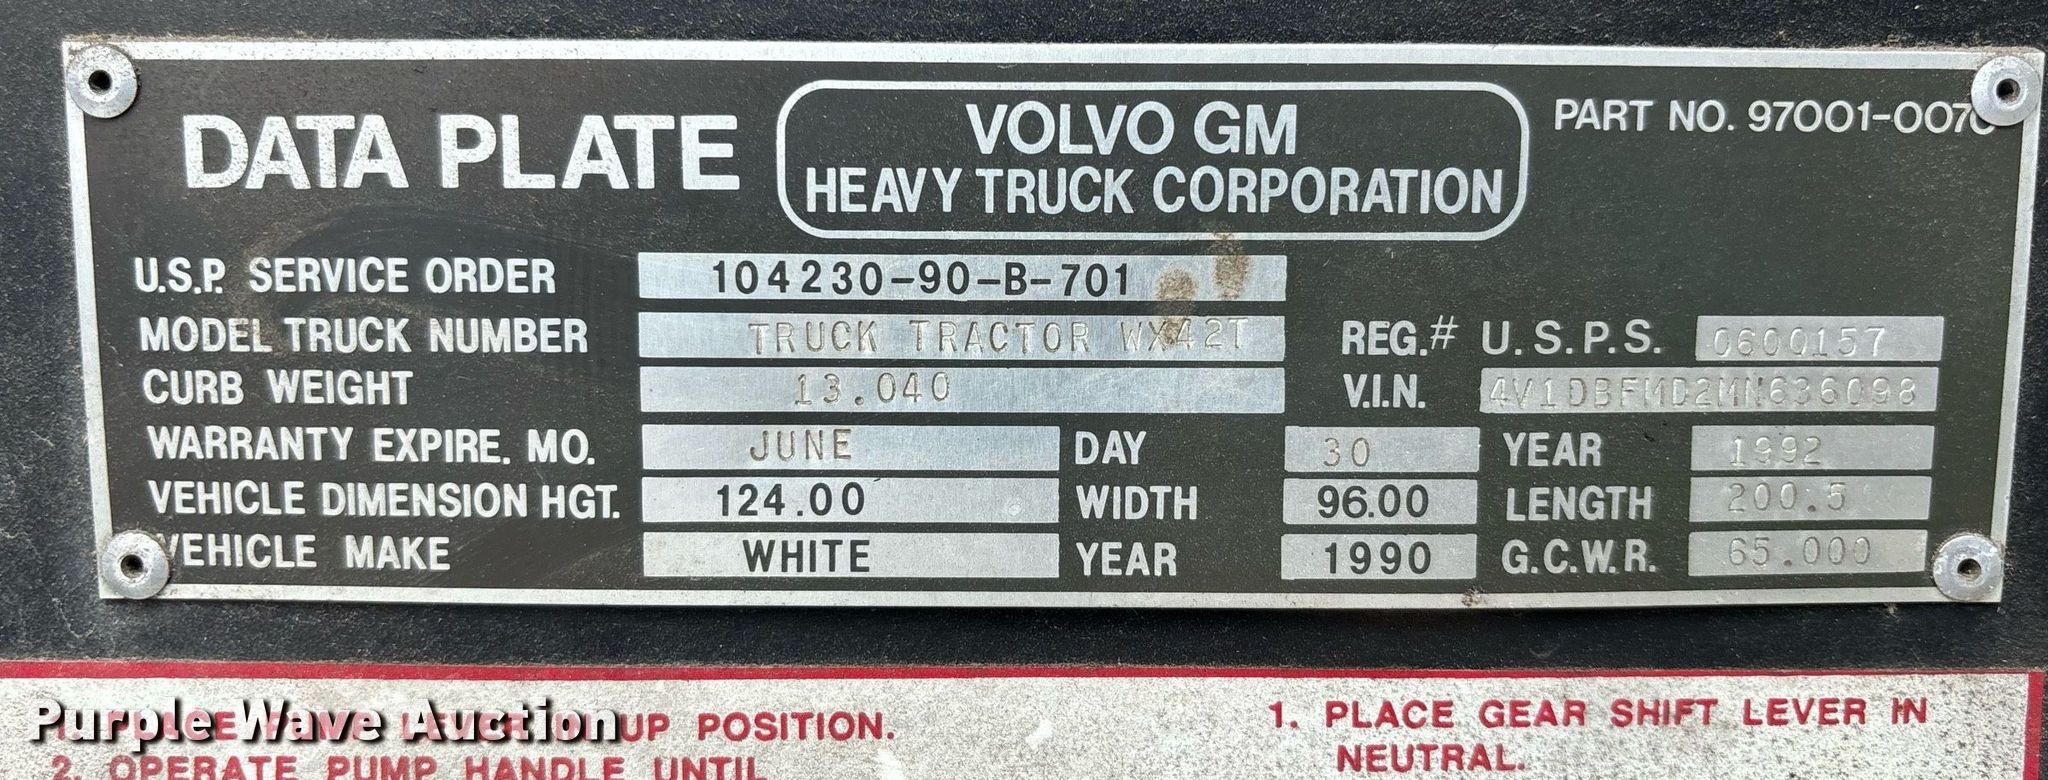 DATA PLATE
VOLVO GM
HEAVY TRUCK CORPORATION
PART NO. 97001-0070
U.S.P. SERVICE ORDER 104230-90-B-701
MODEL TRUCK NUMBER TRUCK TRACTOR WX42T REG.# U.S.P.S. 0600157
CURB WEIGHT 13.040 V.I.N. 4V1DBFMD2MN636098
WARRANTY EXPIRE. MO. JUNE DAY 30 YEAR 1992
VEHICLE DIMENSION HGT. 124.00 WIDTH 96.00 LENGTH 200.5
VEHICLE MAKE WHITE YEAR 1990 G.C.W.R. 65.000
Purple Wave Auction
UP POSITION.
2. OPERATE PUMP HANDLE UNTIL
1. PLACE GEAR SHIFT LEVER IN
NEUTRAL.